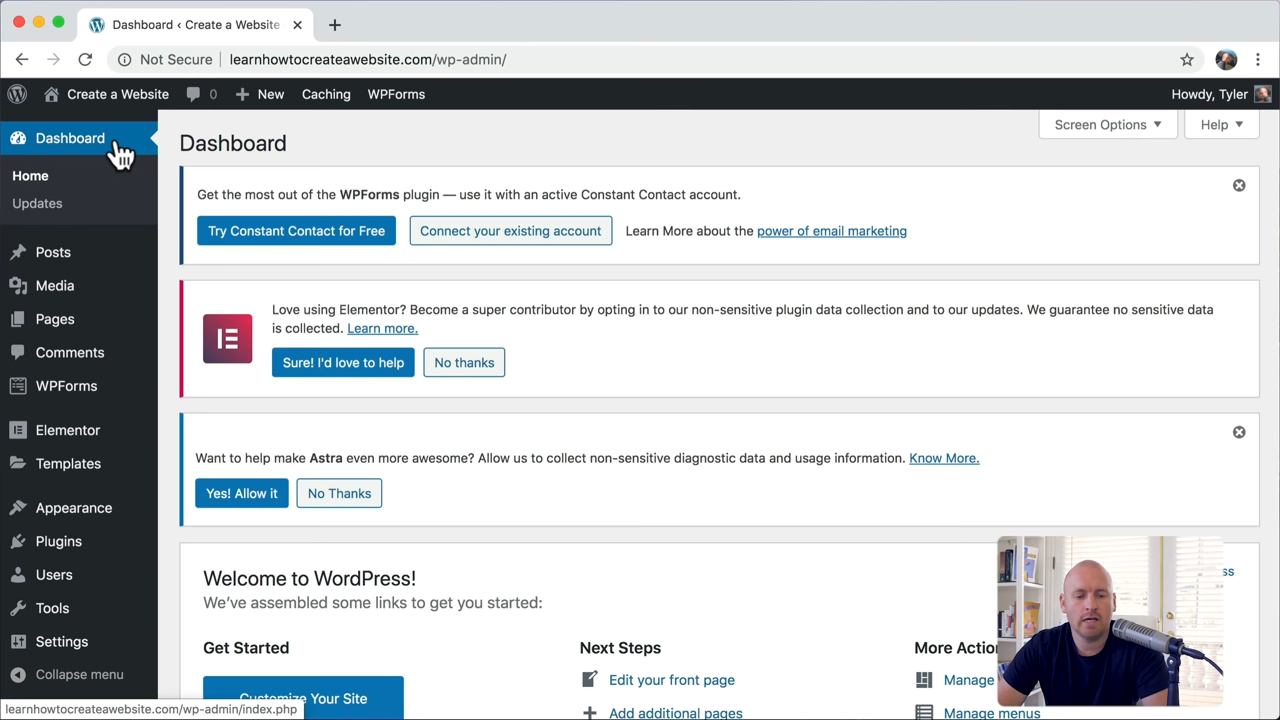 Dashboard ‹ Create a Website
Not Secure
learnhowtocreateawebsite.com/wp-admin/
Create a Website
0
New
Caching
WPForms
Howdy, Tyler
Dashboard
Home
Updates
Posts
Media
Pages
Comments
WPForms
Elementor
Templates
Appearance
Plugins
Users
Tools
Settings
Collapse menu
Dashboard
Screen Options
Help
Get the most out of the WPForms plugin — use it with an active Constant Contact account.
Try Constant Contact for Free
Connect your existing account
Learn More about the power of email marketing
Love using Elementor? Become a super contributor by opting in to our non-sensitive plugin data collection and to our updates. We guarantee no sensitive data
is collected. Learn more.
Sure! I'd love to help
No thanks
Want to help make Astra even more awesome? Allow us to collect non-sensitive diagnostic data and usage information. Know More.
Yes! Allow it
No Thanks
Welcome to WordPress!
We've assembled some links to get you started:
Get Started
Customize Your Site
Next Steps
Edit your front page
Add additional pages
More
Manage
Manage menus
learnhowtocreateawebsite.com/wp-admin/index.php